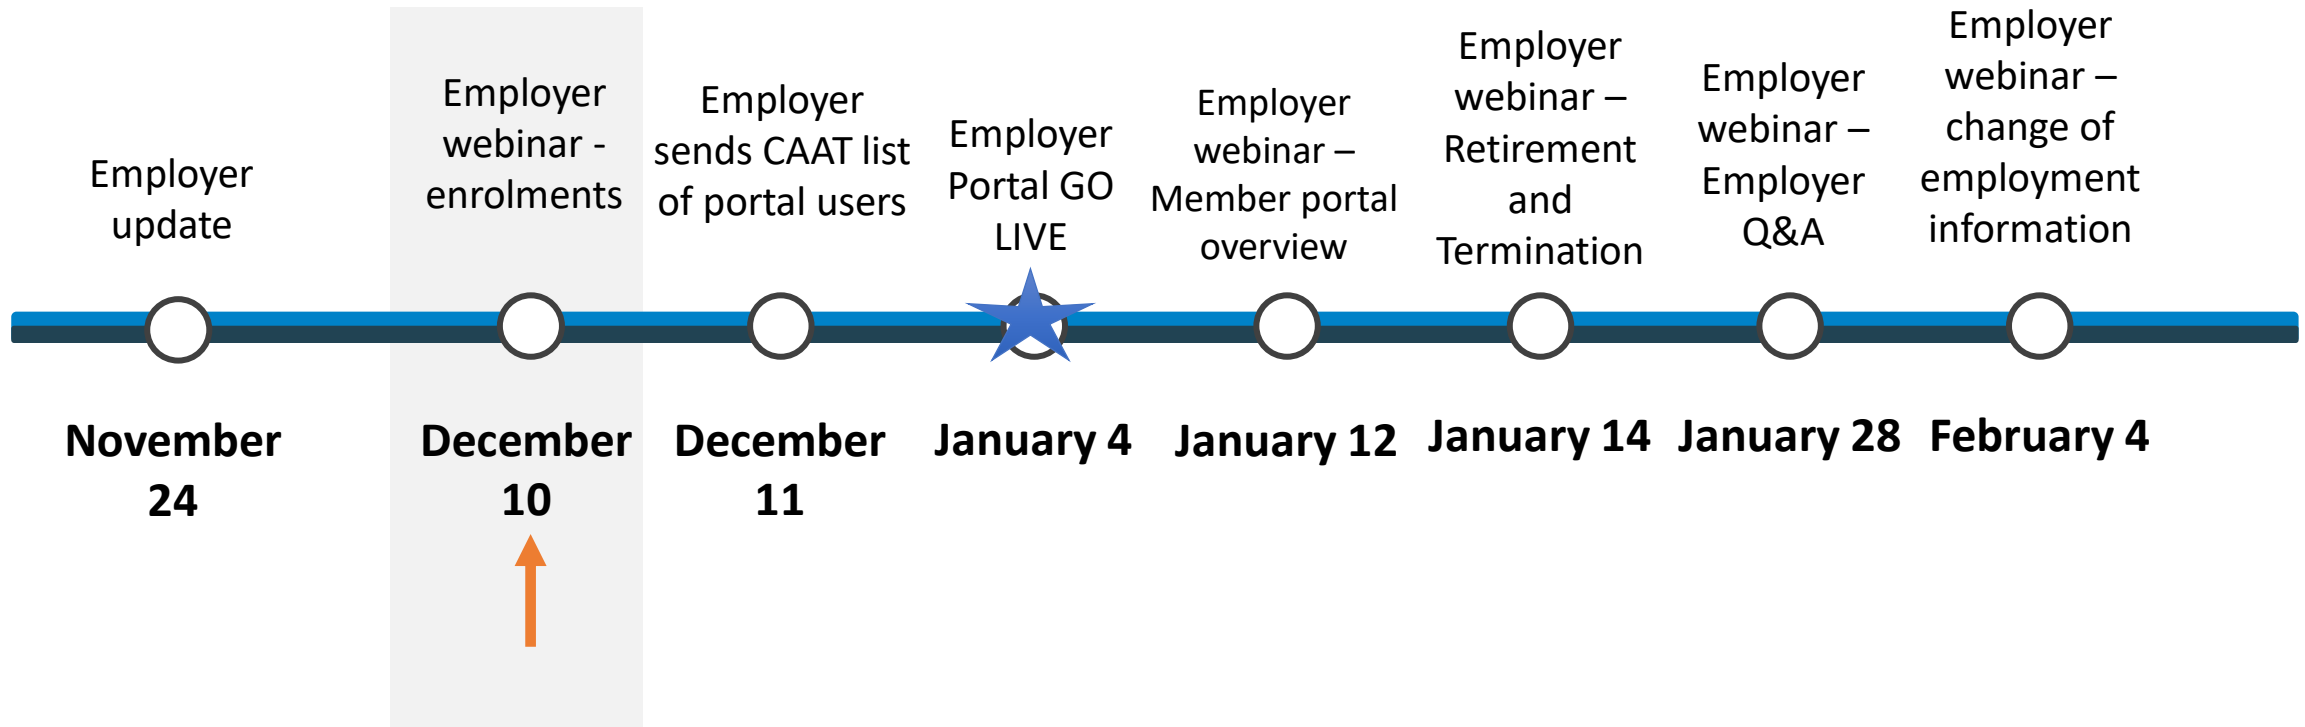 Employer
update
Employer
webinar -
enrolments
Employer
sends CAAT list
of portal users
Employer
Portal GO
LIVE
Employer
webinar –
Member portal
overview
Employer
webinar –
Retirement
and
Termination
Employer
webinar –
Employer
Q&A
Employer
webinar –
change of
employment
information
November
24
December
10
December
11
January 4
January 12
January 14
January 28
February 4